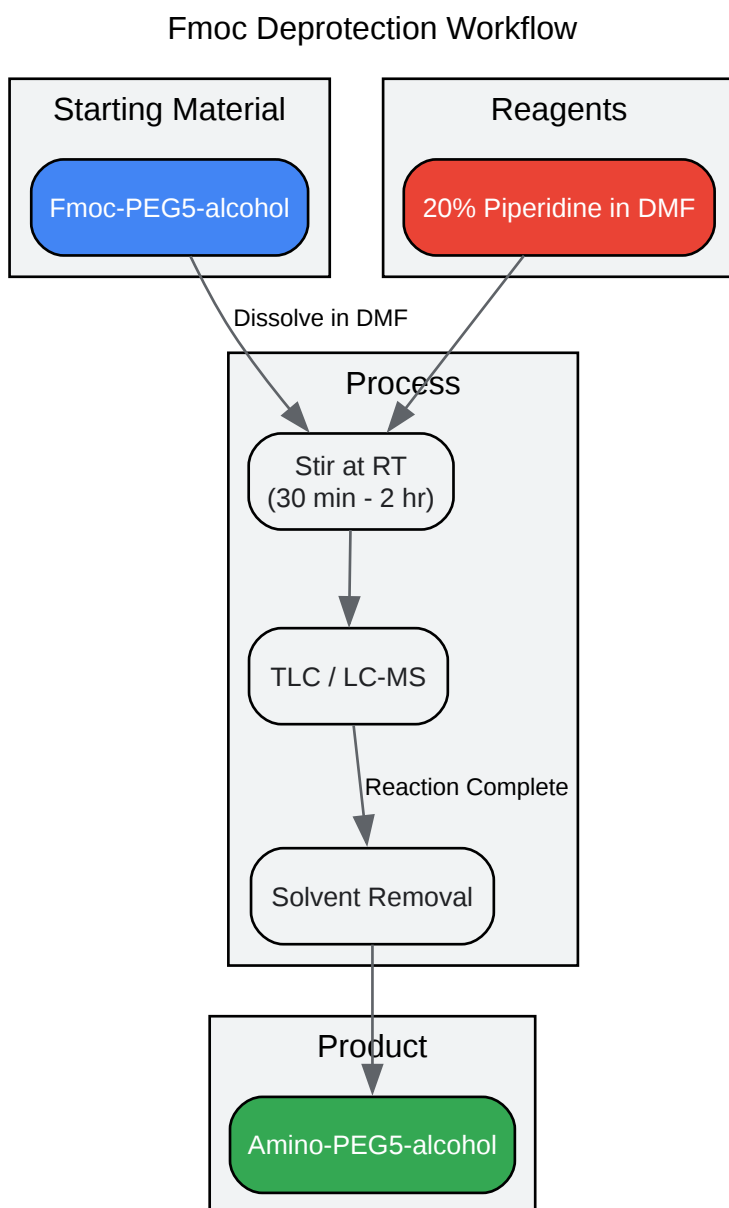 Fmoc Deprotection Workflow
Starting Material
Reagents
Fmoc-PEG5-alcohol
20% Piperidine in DMF
Dissolve in DMF
Process
Stir at RT
(30 min - 2 hr)
TLC / LC-MS
Reaction Complete
Solvent Removal
Product
Amino-PEG5-alcohol